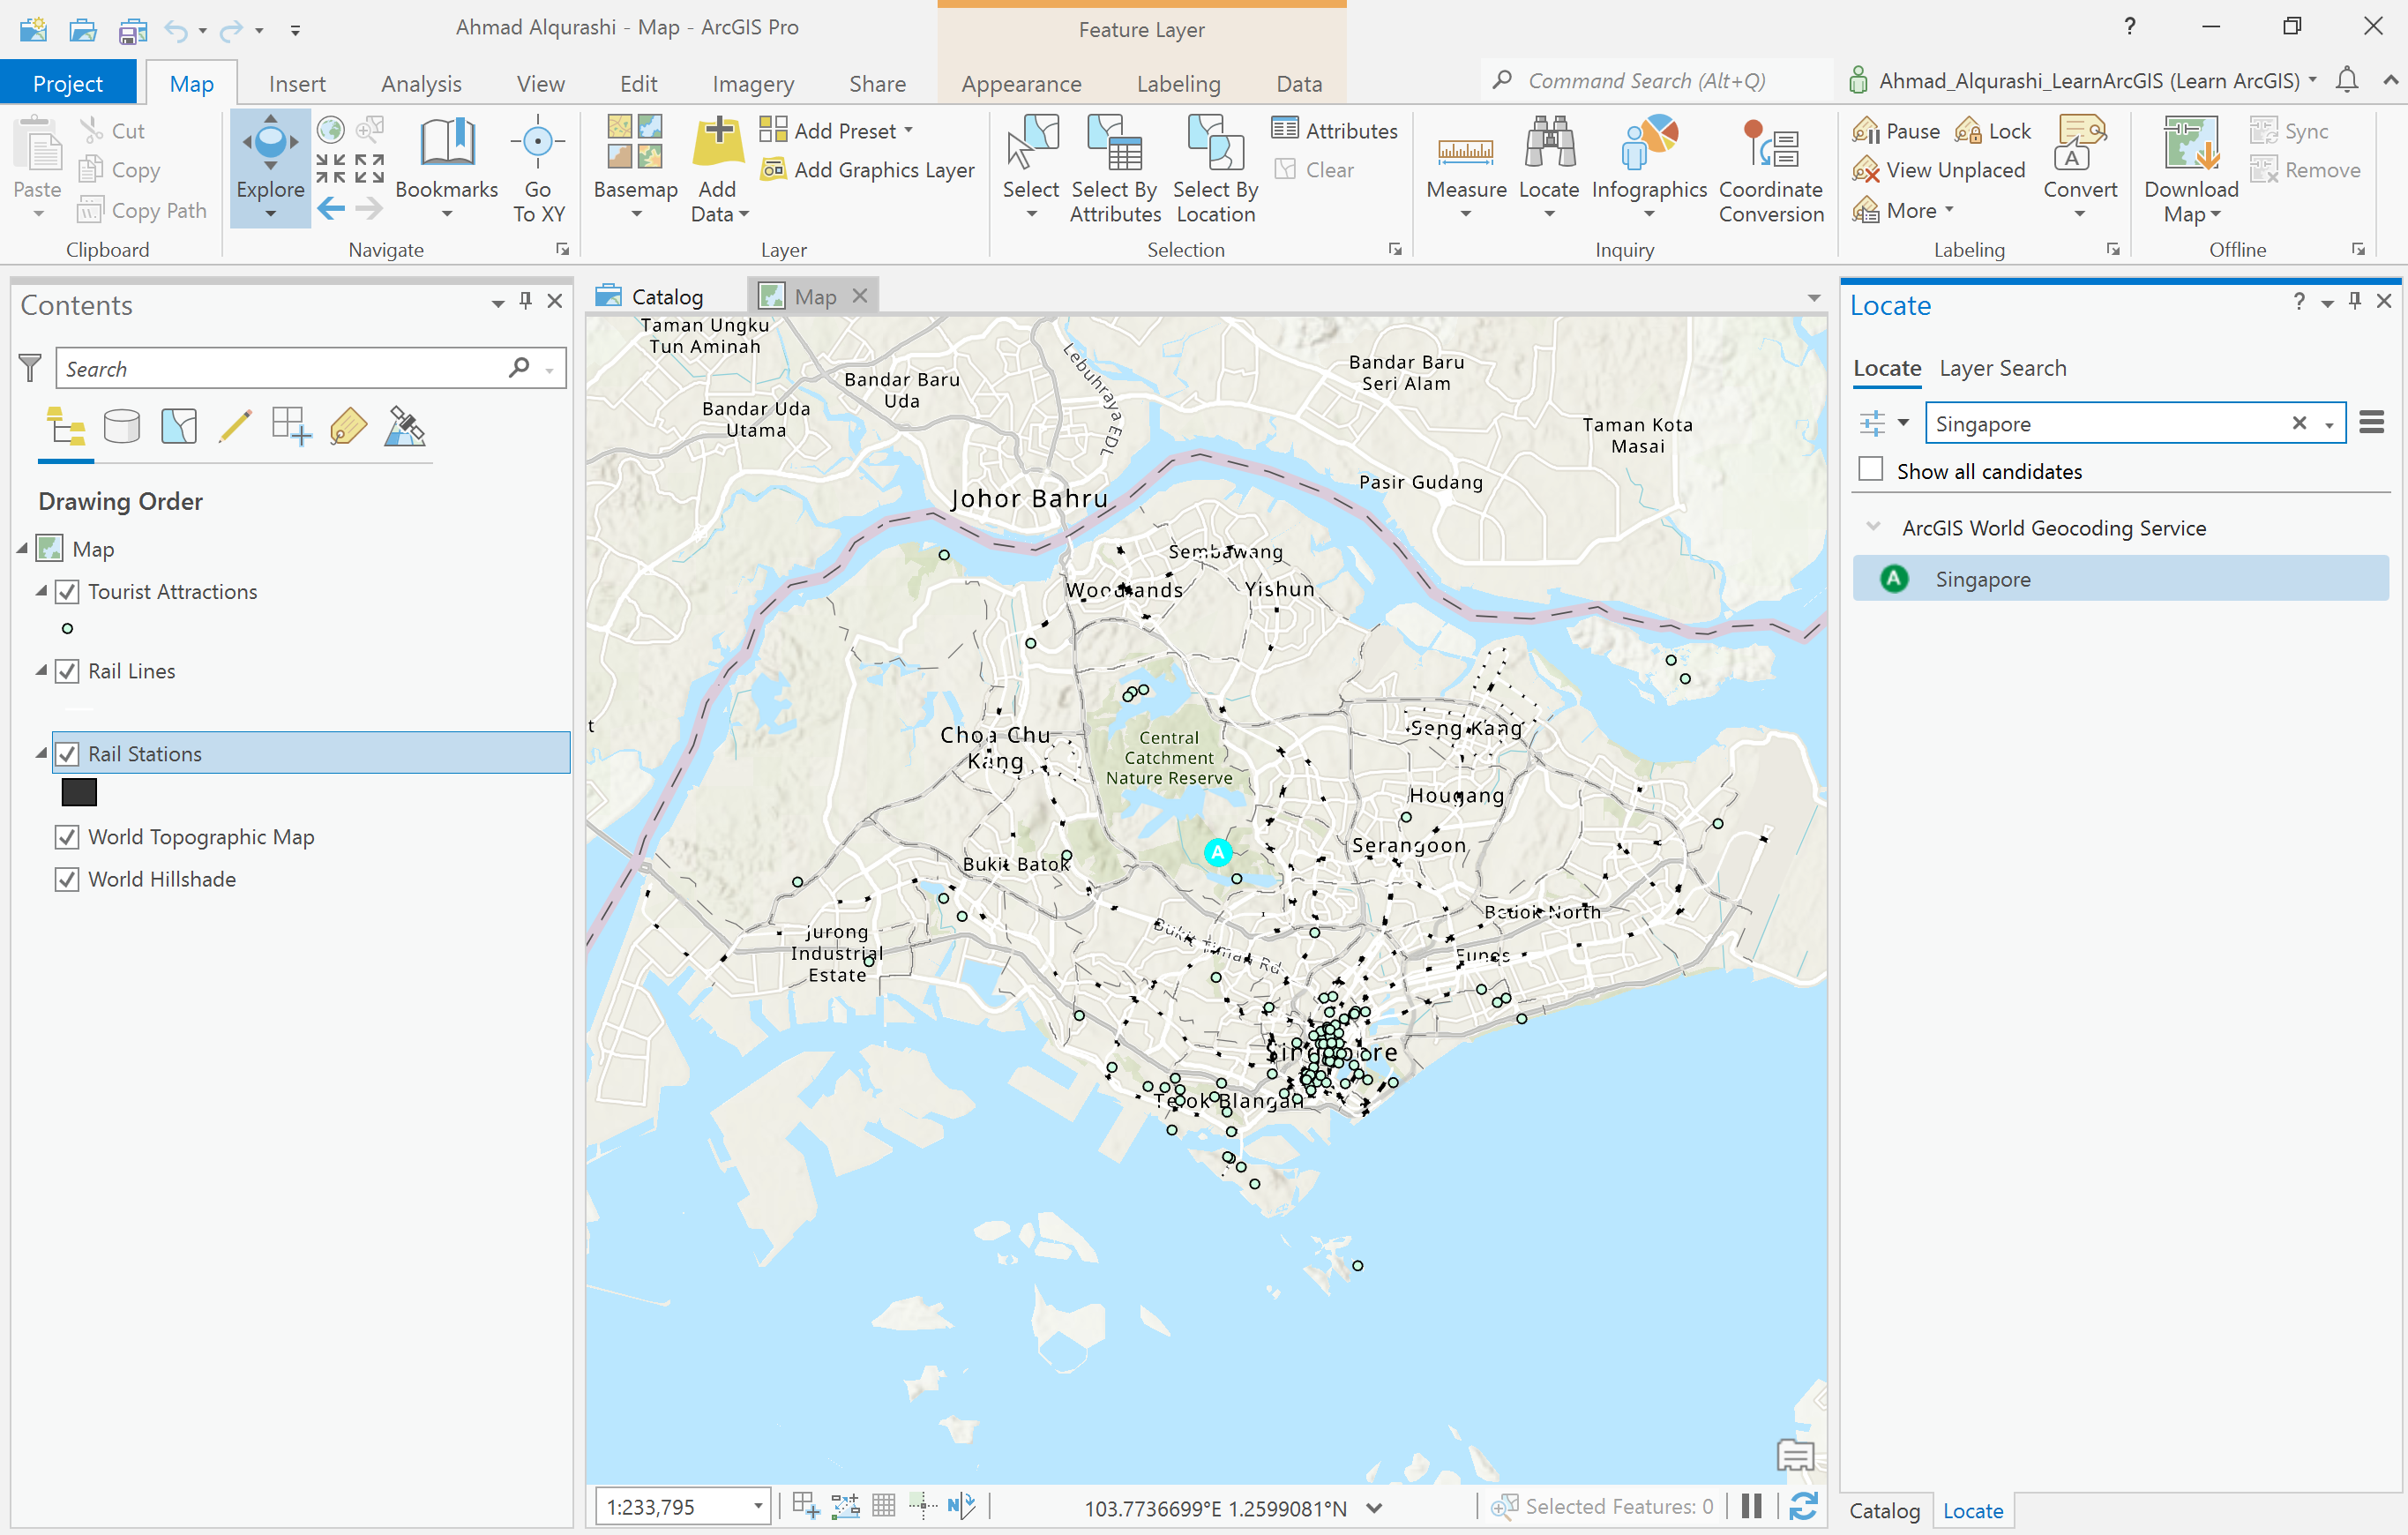 Ahmad Alqurashi - Map - ArcGIS Pro
Feature Layer
?
Project
Map
Insert
Analysis
View
Edit
Imagery
Share
Appearance
Labeling
Data
Command Search (Alt+Q)
Ahmad_Alqurashi_LearnArcGIS (Learn ArcGIS)
Paste
Cut
Copy
Copy Path
Clipboard
Explore
Bookmarks
Go To XY
Navigate
Basemap
Add Data
Add Preset
Add Graphics Layer
Layer
Select
Select By Attributes
Select By Location
Attributes
Clear
Selection
Measure
Locate
Infographics
Coordinate Conversion
Inquiry
Pause
Lock
View Unplaced
More
Convert
Labeling
Download Map
Sync
Remove
Offline
Contents
Search
Drawing Order
Map
Tourist Attractions
Rail Lines
Rail Stations
World Topographic Map
World Hillshade
Catalog
Map
Taman Ungku
Tun Aminah
Bandar Baru
Uda
Bandar Uda
Utama
Lebuhraya EDL
Bandar Baru
Seri Alam
Taman Kota
Masai
Pasir Gudang
Johor Bahru
Sembawang
Woodlands
Yishun
t
Choa Chu
Kang
Central
Catchment
Nature Reserve
Seng Kang
Hougang
A
Serangoon
Bukit Batok
Bedok North
Jurong
Industrial
Estate
Bukit Timah Rd
Eunos
Singapore
Telok Blangah
1:233,795
103.7736699°E 1.2599081°N
Selected Features: 0
Locate
?
Locate
Layer Search
Singapore
Show all candidates
ArcGIS World Geocoding Service
A
Singapore
Catalog
Locate